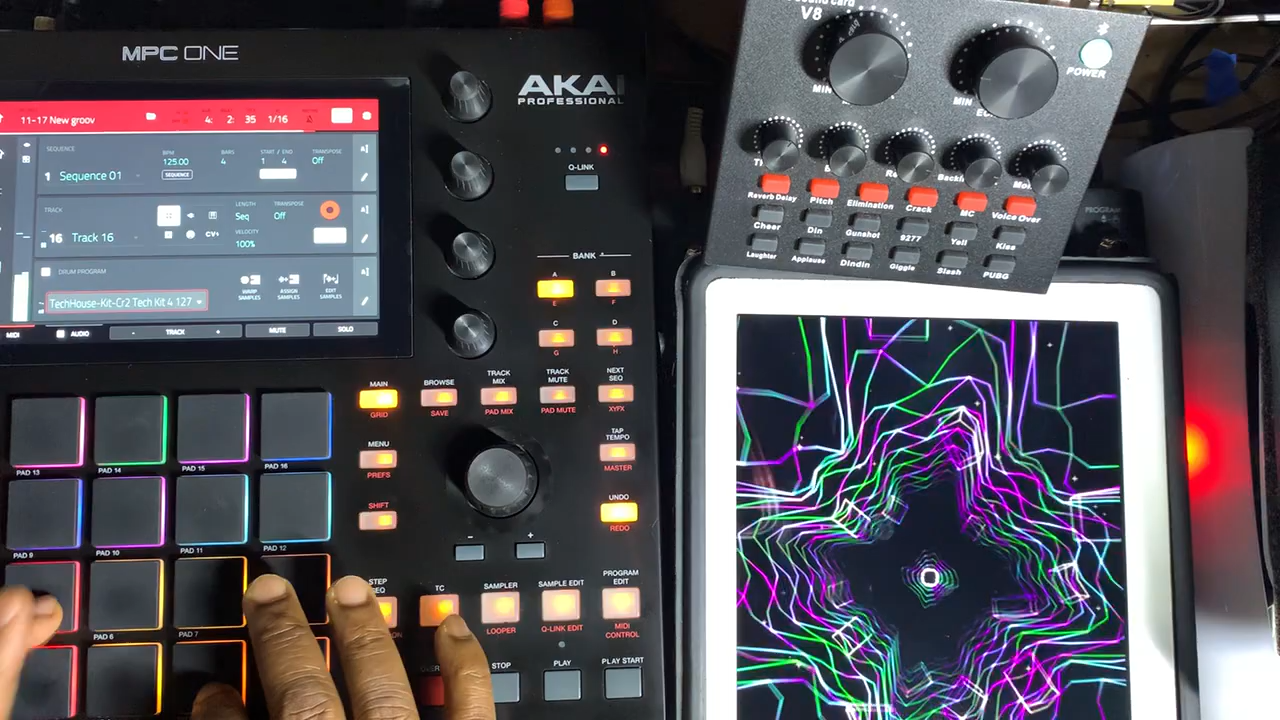 MPC ONE
AKAI
PROFESSIONAL
11-17 New groov
4: 2: 35 1/16
SEQUENCE
BPM
BARS
START / END
TRANSPOSE
1 Sequence 01
125.00
4
1 4
Off
SEQUENCE
TRACK
LENGTH
TRANSPOSE
Seq
Off
16 Track 16
CV+
VELOCITY
100%
DRUM PROGRAM
TechHouse-Kit-Cr2 Tech Kit 4 127
WARP SAMPLES
ASSIGN SAMPLES
EDIT SAMPLES
MIDI
AUDIO
- TRACK +
MUTE
SOLO
Q-LINK
BANK
A
B
E
F
C
D
G
H
MAIN
GRID
BROWSE
SAVE
TRACK MIX
PAD MIX
TRACK MUTE
PAD MUTE
NEXT SEQ
XYFX
MENU
PREFS
TAP TEMPO
MASTER
SHIFT
UNDO
REDO
- +
PAD 13
PAD 14
PAD 15
PAD 16
PAD 9
PAD 10
PAD 11
PAD 12
PAD 6
PAD 7
STEP SEQ
TC
SAMPLER
LOOPER
SAMPLE EDIT
Q-LINK EDIT
PROGRAM EDIT
MIDI CONTROL
STOP
PLAY
PLAY START
V8
POWER
MIN
MIN
Reverb Delay
Pitch
Elimination
Crack
MC
Voice Over
Cheer
Din
Gunshot
9277
Yell
Kiss
Laughter
Applause
Dindin
Giggle
Slash
PUBG
PROGRAM